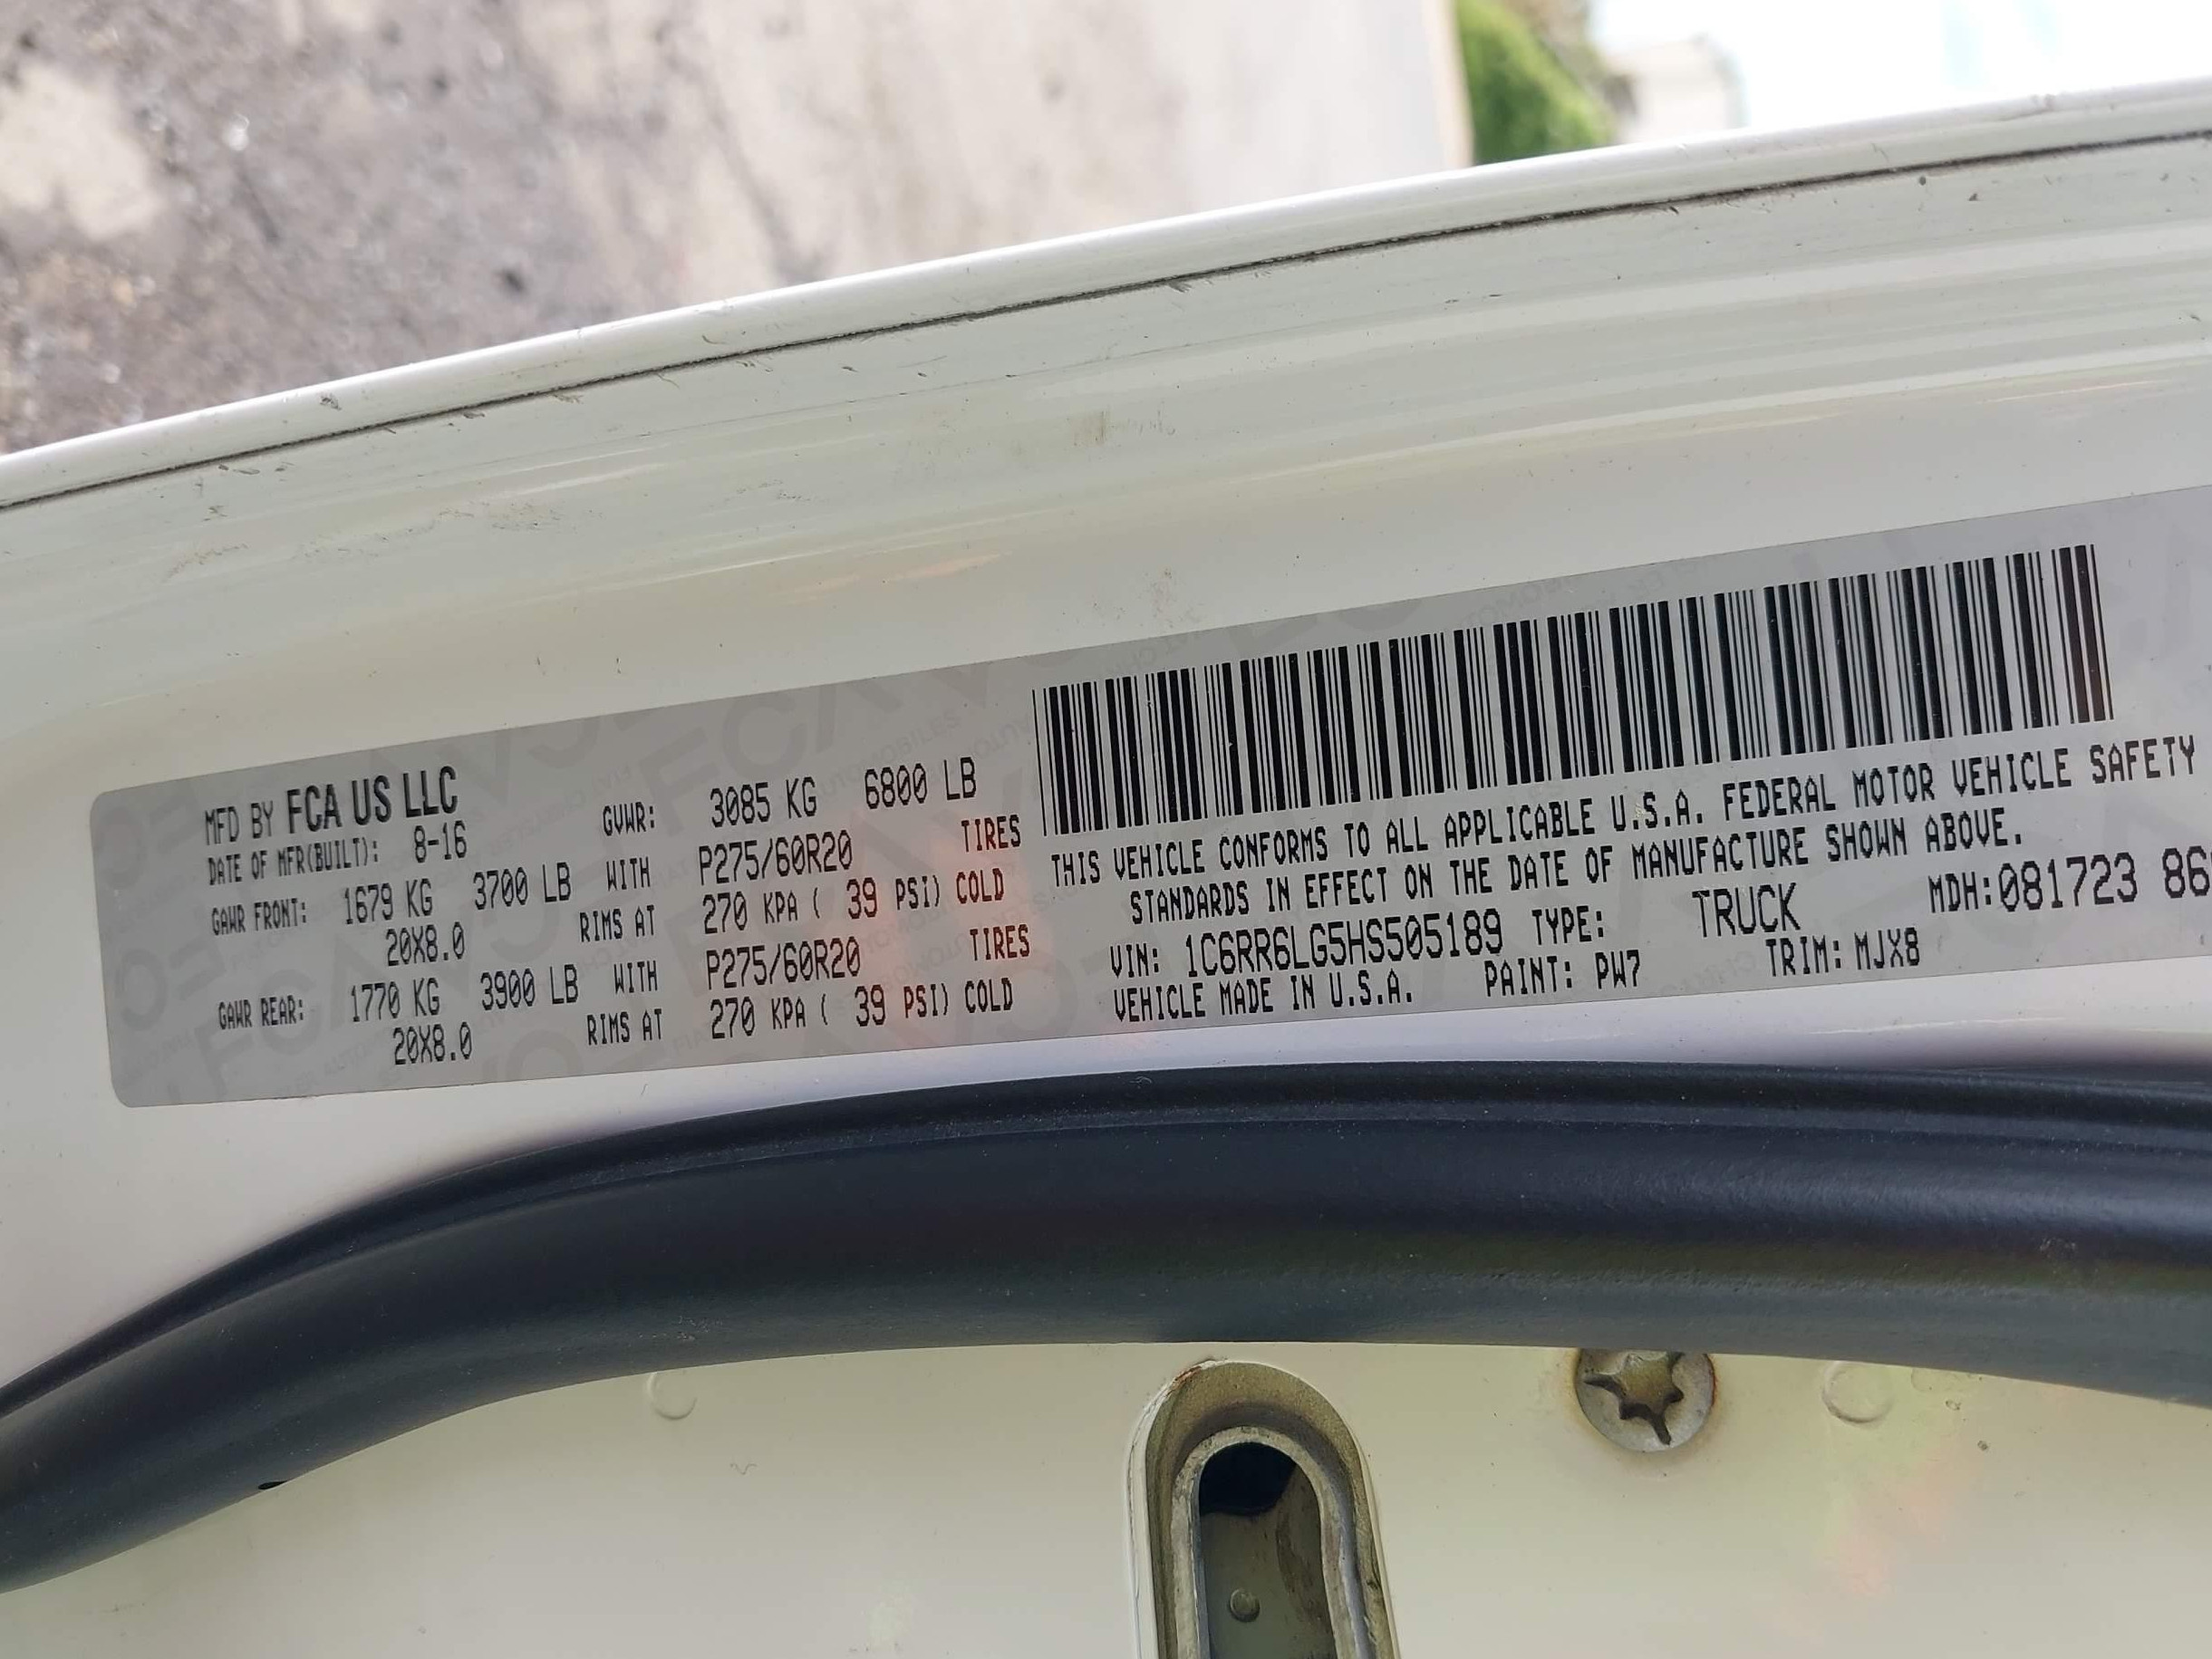 MFD BY FCA US LLC
DATE OF MFR(BUILT): 8-16 GVWR: 3085 KG 6800 LB
GAWR FRONT: 1679 KG 3700 LB WITH P275/60R20 TIRES
20X8.0 RIMS AT 270 KPA ( 39 PSI) COLD
GAWR REAR: 1770 KG 3900 LB WITH P275/60R20 TIRES
20X8.0 RIMS AT 270 KPA ( 39 PSI) COLD
THIS VEHICLE CONFORMS TO ALL APPLICABLE U.S.A. FEDERAL MOTOR VEHICLE SAFETY
STANDARDS IN EFFECT ON THE DATE OF MANUFACTURE SHOWN ABOVE.
VIN: 1C6RR6LG5HS505189 TYPE: TRUCK MDH:081723 86
VEHICLE MADE IN U.S.A. PAINT: PW7 TRIM: MJX8